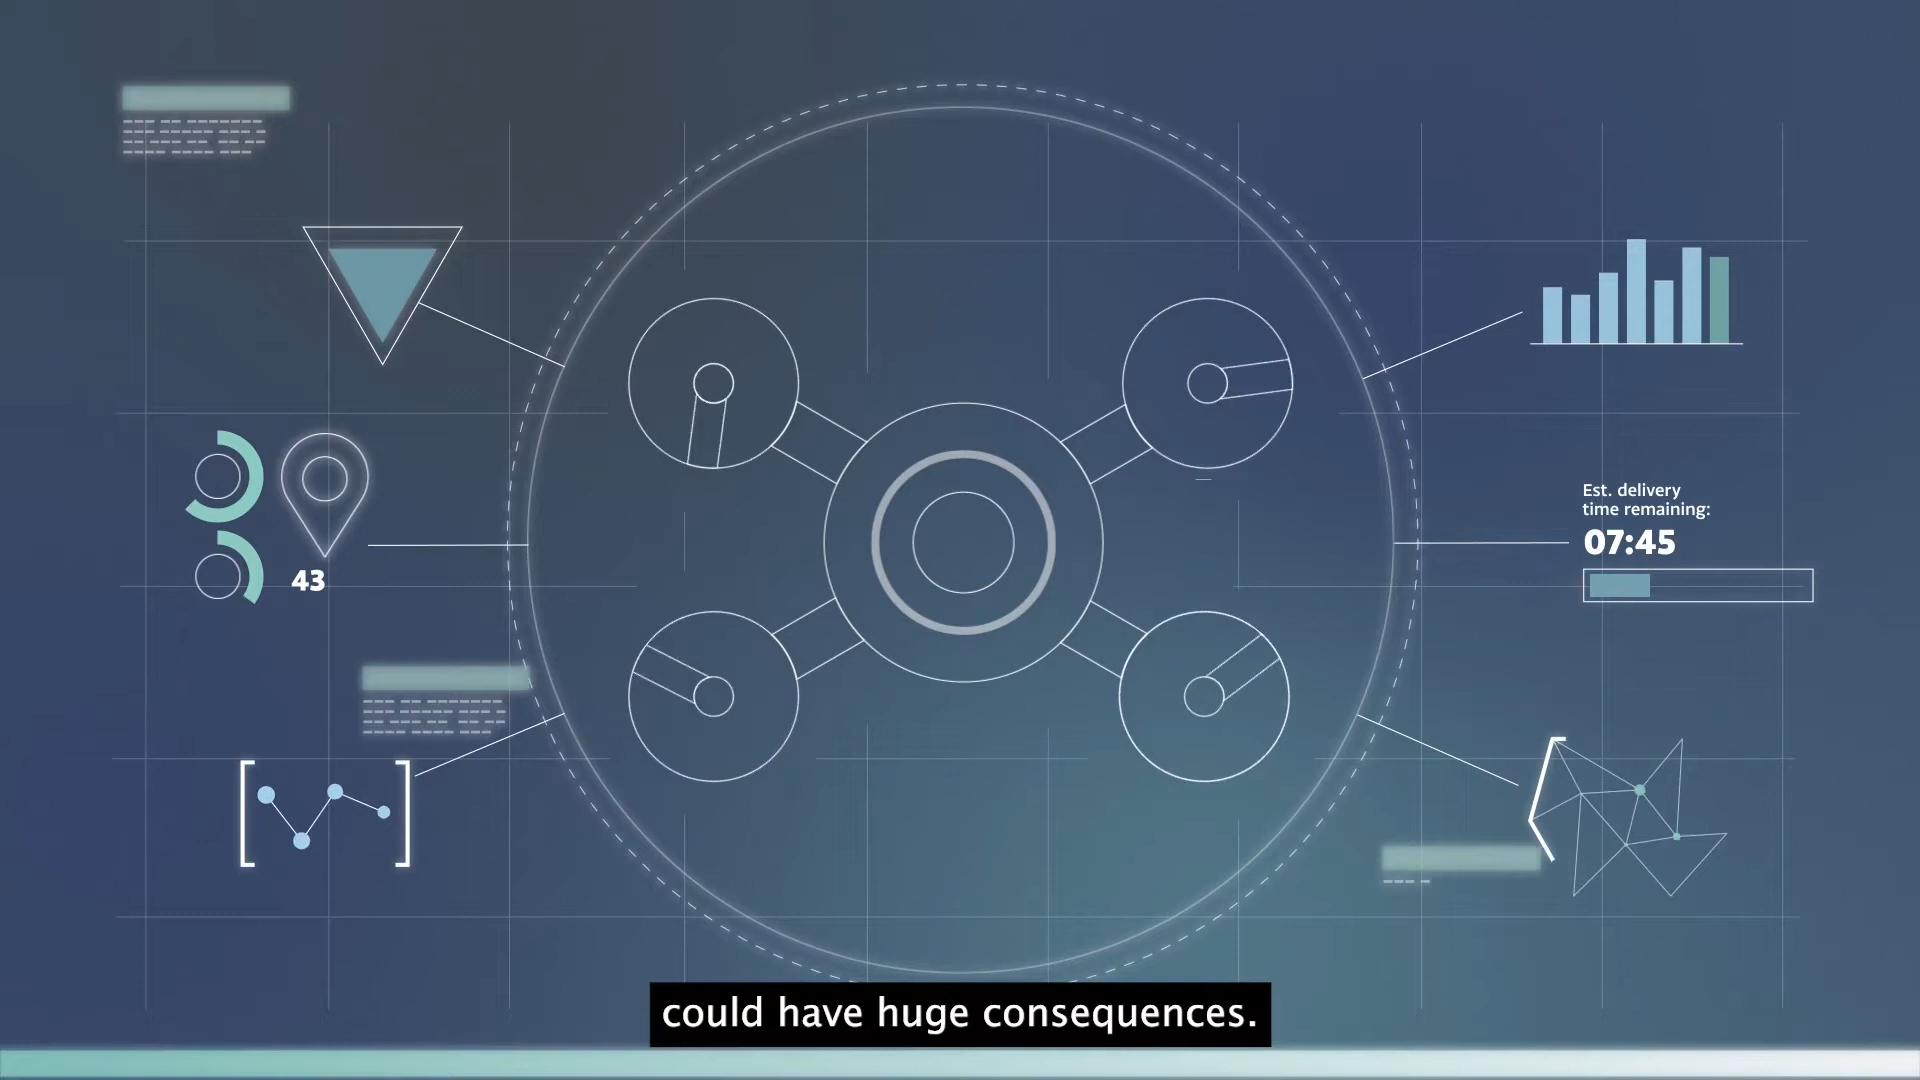 Est. delivery
time remaining:
07:45
43
could have huge consequences.